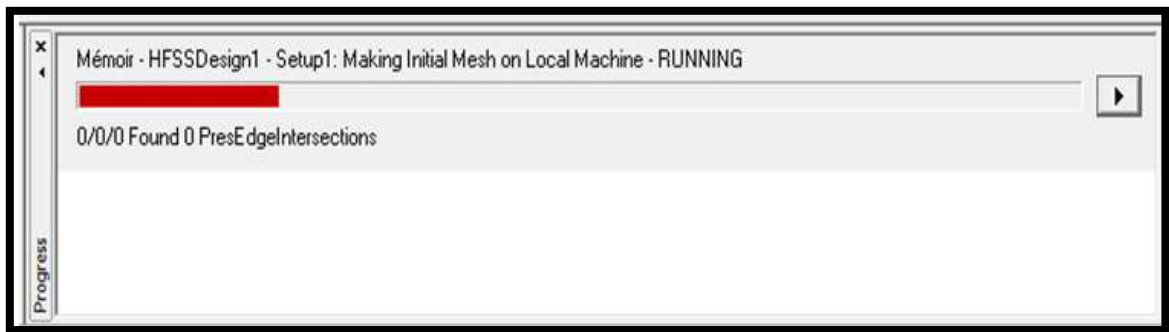 Mémoir - HFSSDesign1 - Setup1: Making Initial Mesh on Local Machine - RUNNING
0/0/0 Found 0 PresEdgeIntersections
Progress